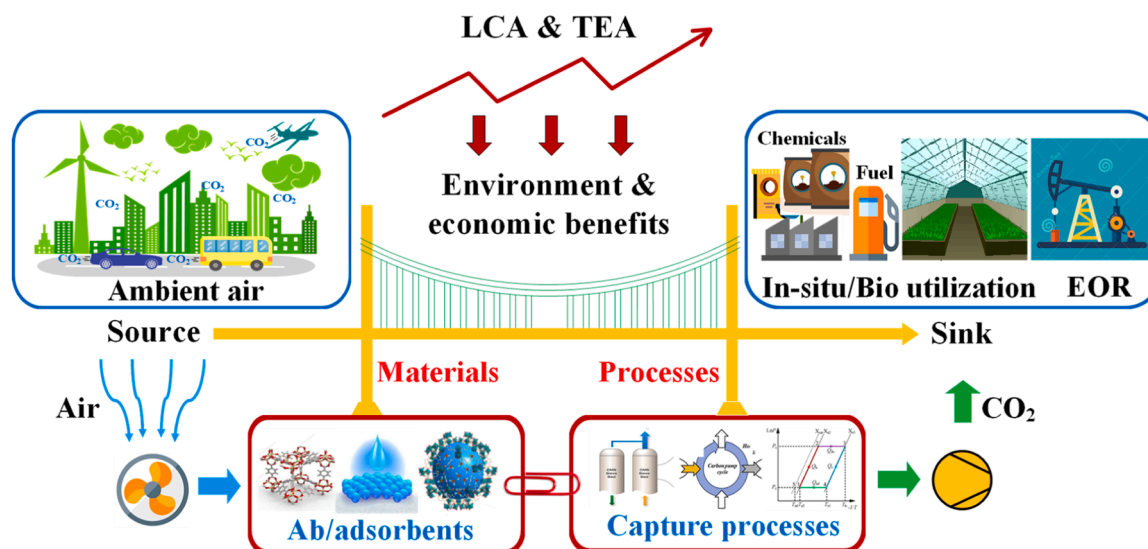 LCA & TEA
CO₂
CO₂
CO₂
CO₂
CO₂
CO₂
CO₂
Ambient air
Environment &
economic benefits
Chemicals
Fuel
In-situ/Bio utilization
EOR
Source
Sink
Materials
Processes
Air
CO₂
Carbon pump
cycle
Ab/adsorbents
Capture processes